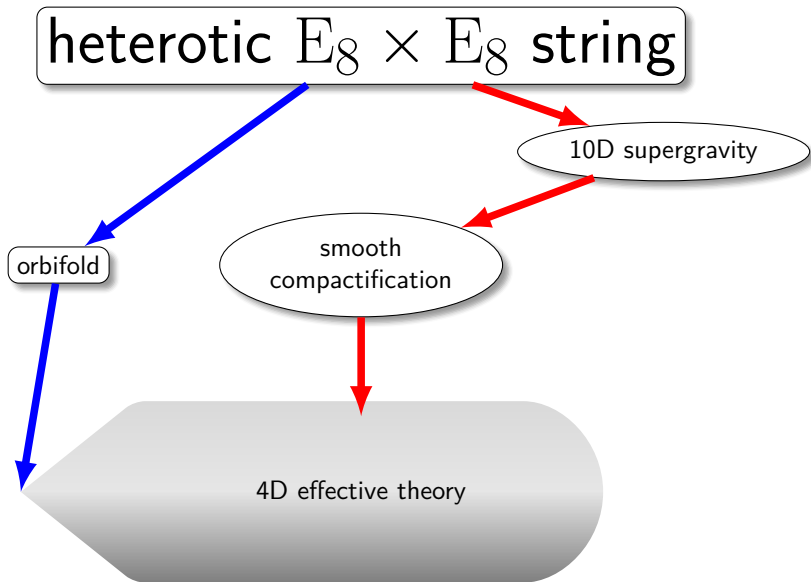 heterotic E₈ × E₈ string
10D supergravity
smooth
compactification
orbifold
4D effective theory